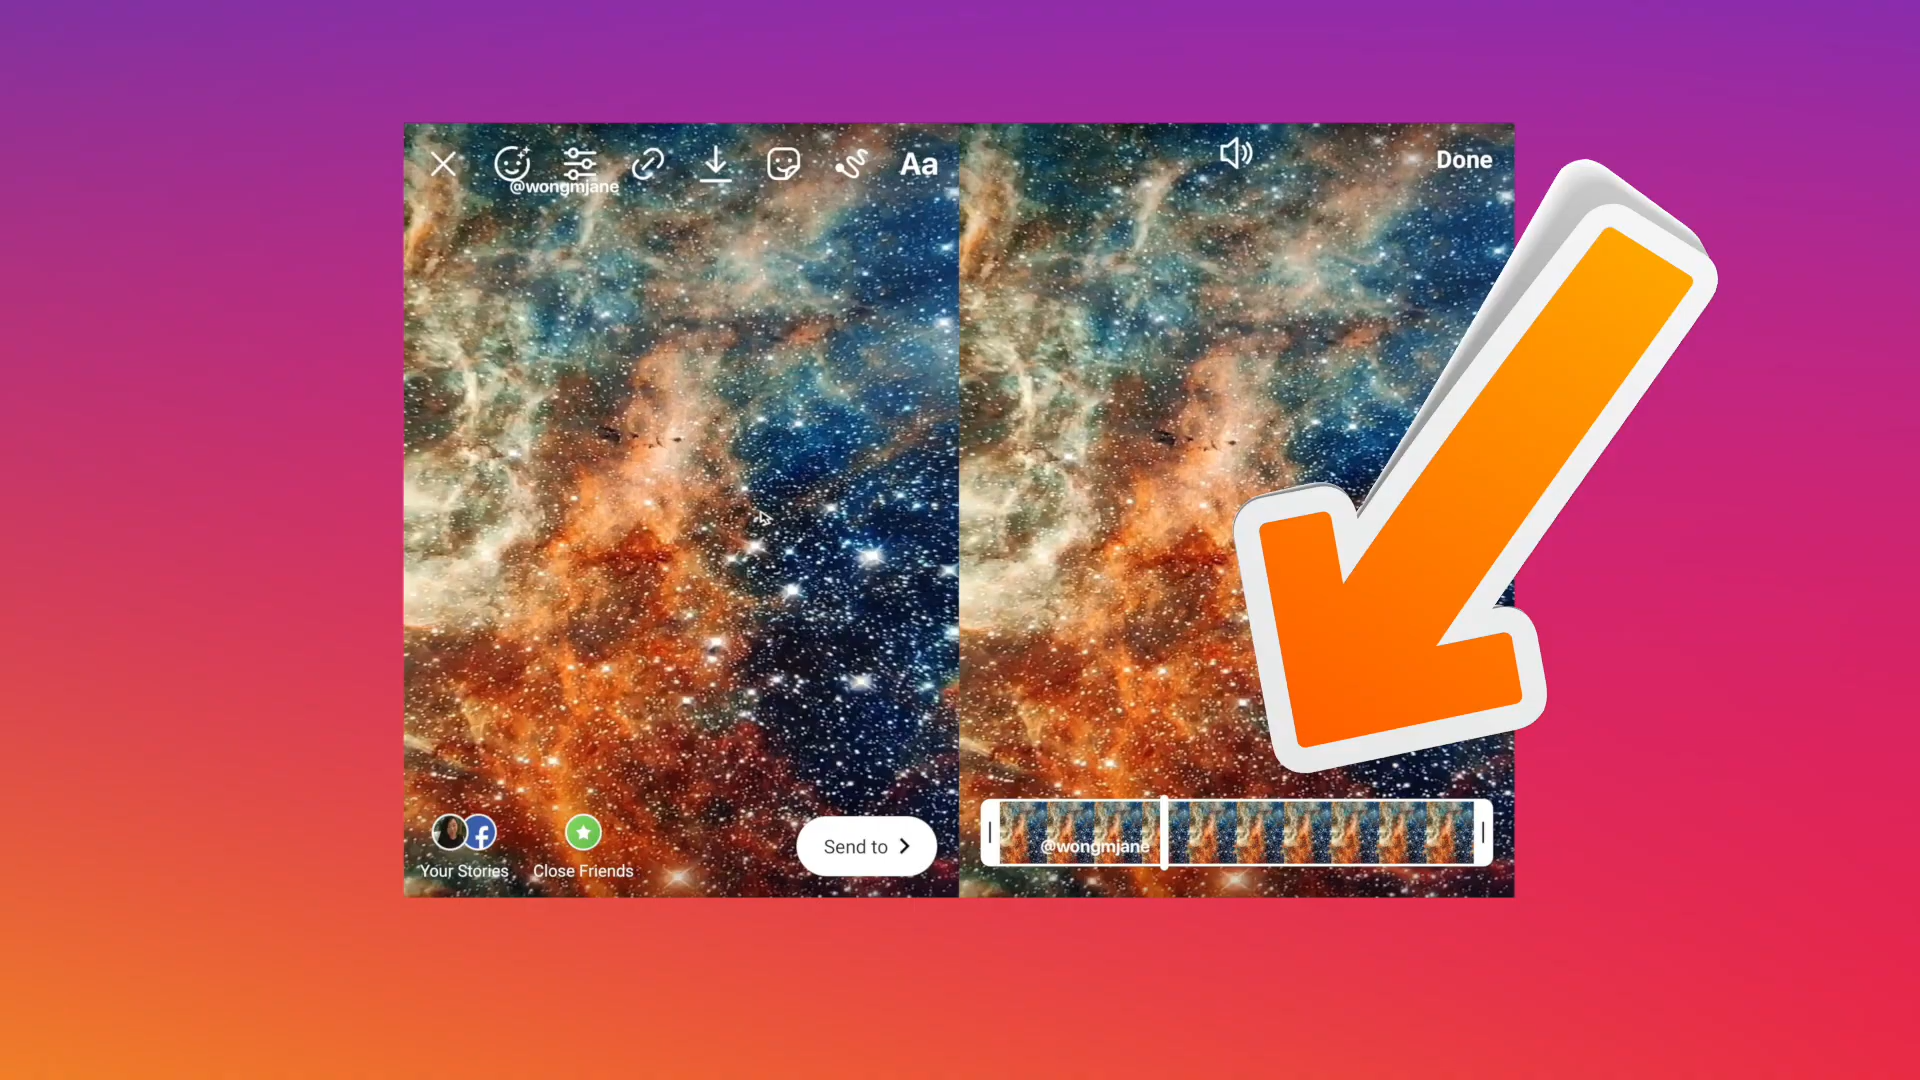 Aa
@wongmjane
Your Stories
Close Friends
Send to
Done
@wongmjane